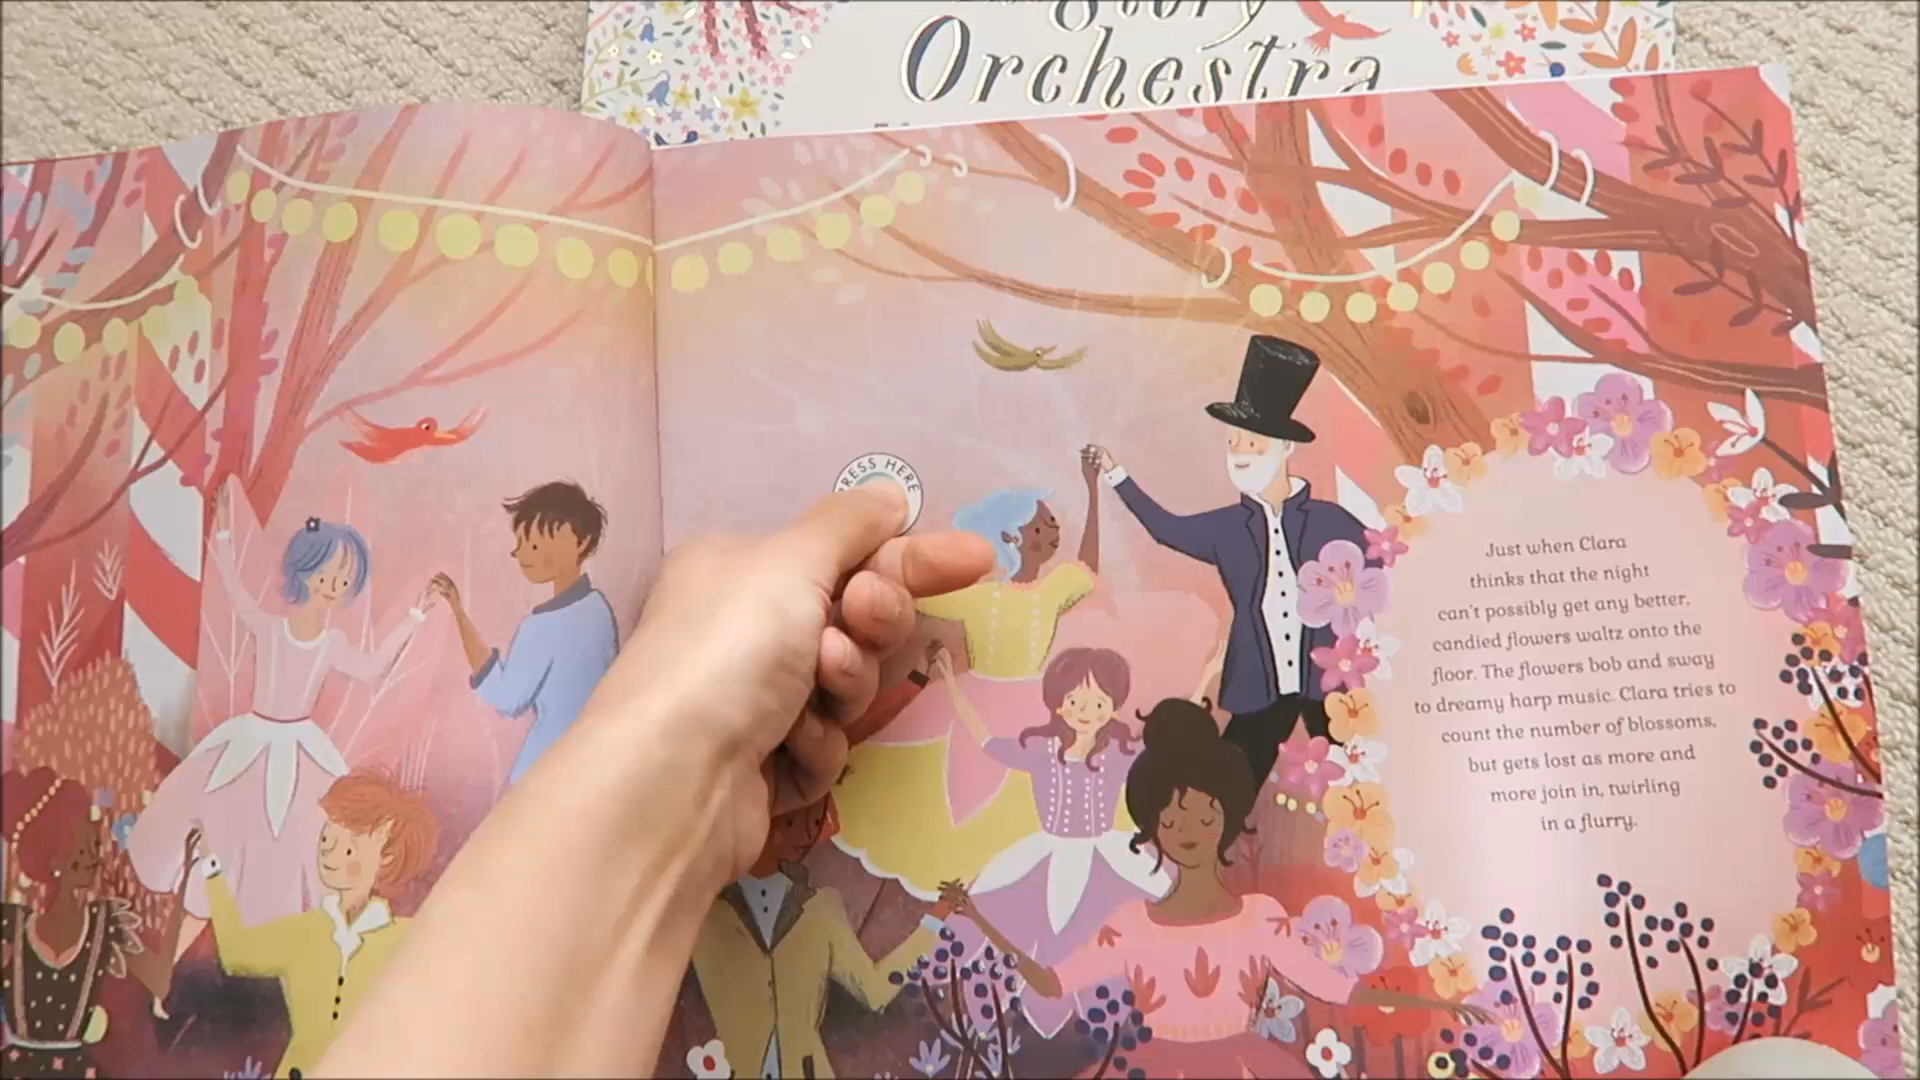 Story
Orchestra
PRESS HERE
Just when Clara
thinks that the night
can't possibly get any better,
candied flowers waltz onto the
floor. The flowers bob and sway
to dreamy harp music. Clara tries to
count the number of blossoms,
but gets lost as more and
more join in, twirling
in a flurry.